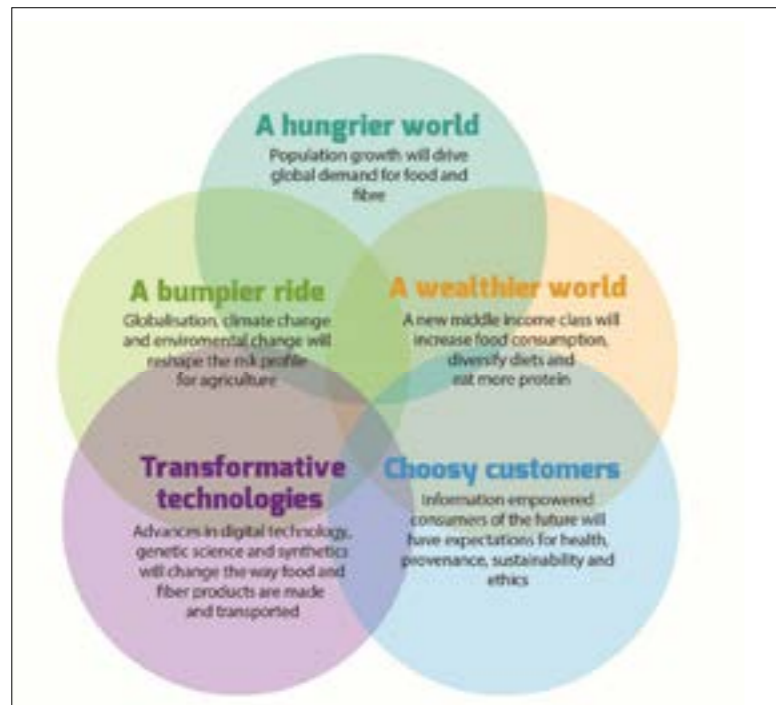 A hungrier world
Population growth will drive
global demand for food and
fibre
A bumpier ride
Globalisation, climate change
and enviromental change will
reshape the risk profile
for agriculture
A wealthier world
A new middle income class will
increase food consumption,
diversify diets and
eat more protein
Transformative
technologies
Advances in digital technology,
genetic science and synthetics
will change the way food and
fiber products are made
and transported
Choosy customers
Information empowered
consumers of the future will
have expectations for health,
provenance, sustainability and
ethics